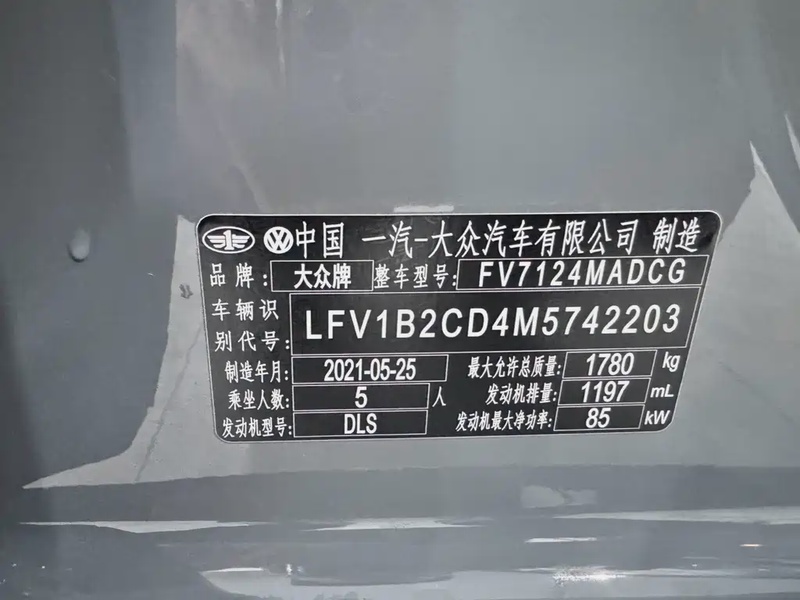 中国 一汽-大众汽车有限公司 制造
品牌: 大众牌 整车型号: FV7124MADCG
车辆识别代号: LFV1B2CD4M5742203
制造年月: 2021-05-25 最大允许总质量: 1780 kg
乘坐人数: 5 人 发动机排量: 1197 mL
发动机型号: DLS 发动机最大净功率: 85 kW